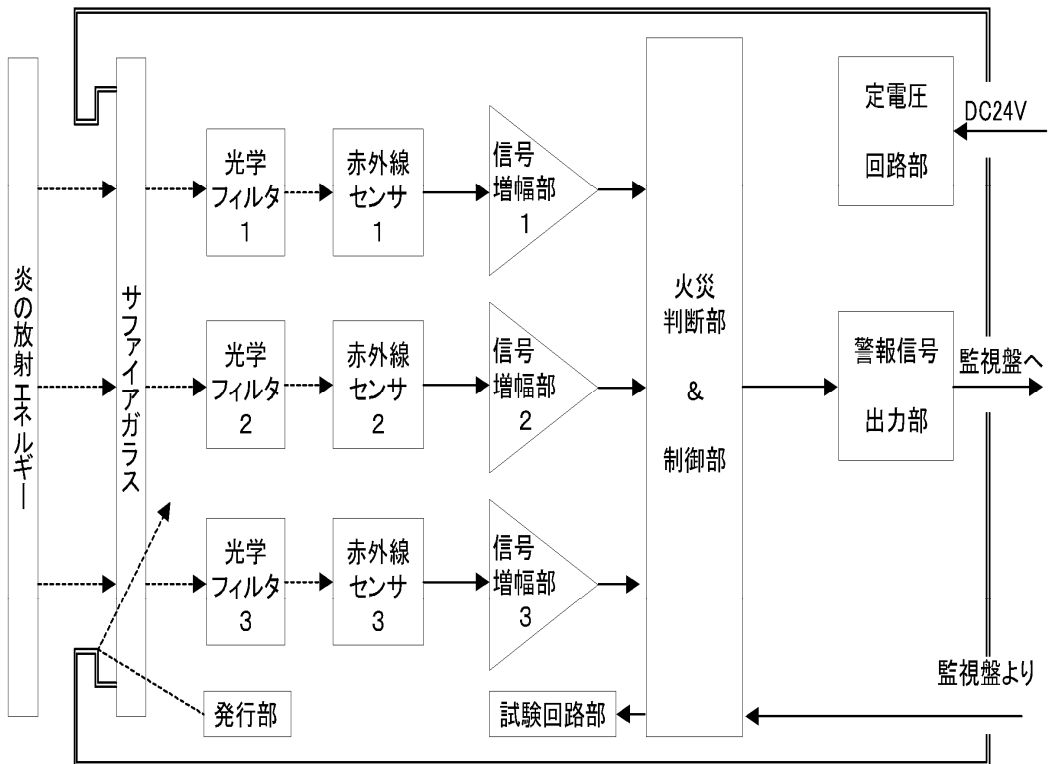 炎の放射エネルギー
サファイアガラス
光学
フィルタ
1
赤外線
センサ
1
信号
増幅部
1
光学
フィルタ
2
赤外線
センサ
2
信号
増幅部
2
光学
フィルタ
3
赤外線
センサ
3
信号
増幅部
3
発行部
試験回路部
火災
判断部
&
制御部
定電圧
回路部
DC24V
警報信号
出力部
監視盤へ
監視盤より